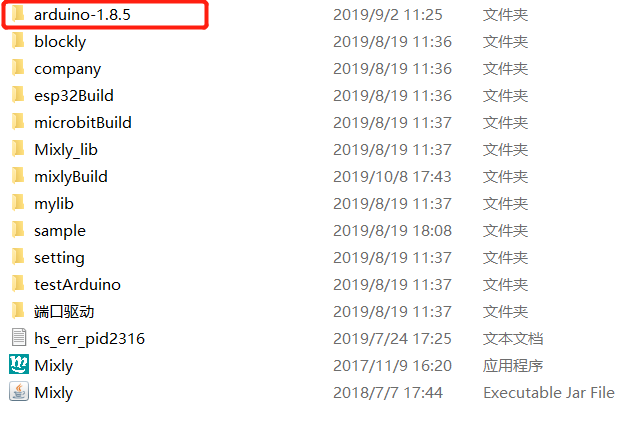 arduino-1.8.5 2019/9/2 11:25 文件夹
blockly 2019/8/19 11:36 文件夹
company 2019/8/19 11:36 文件夹
esp32Build 2019/8/19 11:36 文件夹
microbitBuild 2019/8/19 11:37 文件夹
Mixly_lib 2019/8/19 11:37 文件夹
mixlyBuild 2019/10/8 17:43 文件夹
mylib 2019/8/19 11:37 文件夹
sample 2019/8/19 18:08 文件夹
setting 2019/8/19 11:37 文件夹
testArduino 2019/8/19 11:37 文件夹
端口驱动 2019/8/19 11:37 文件夹
hs_err_pid2316 2019/7/24 17:25 文本文档
Mixly 2017/11/9 16:20 应用程序
Mixly 2018/7/7 17:44 Executable Jar File